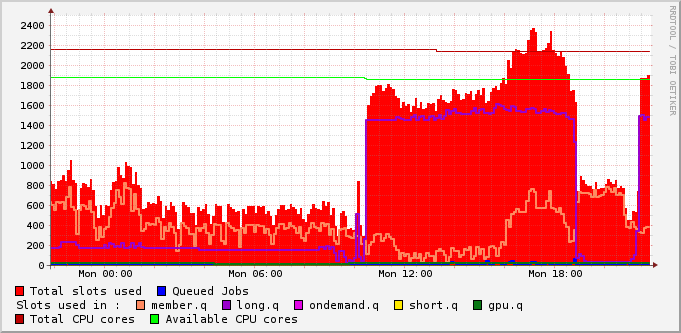 2400
2200
2000
1800
1600
1400
1200
1000
800
600
400
200
0
Mon 00:00 Mon 06:00 Mon 12:00 Mon 18:00
Total slots used Queued Jobs
Slots used in : member.q long.q ondemand.q short.q gpu.q
Total CPU cores Available CPU cores
RRDTOOL / TOBI OETIKER